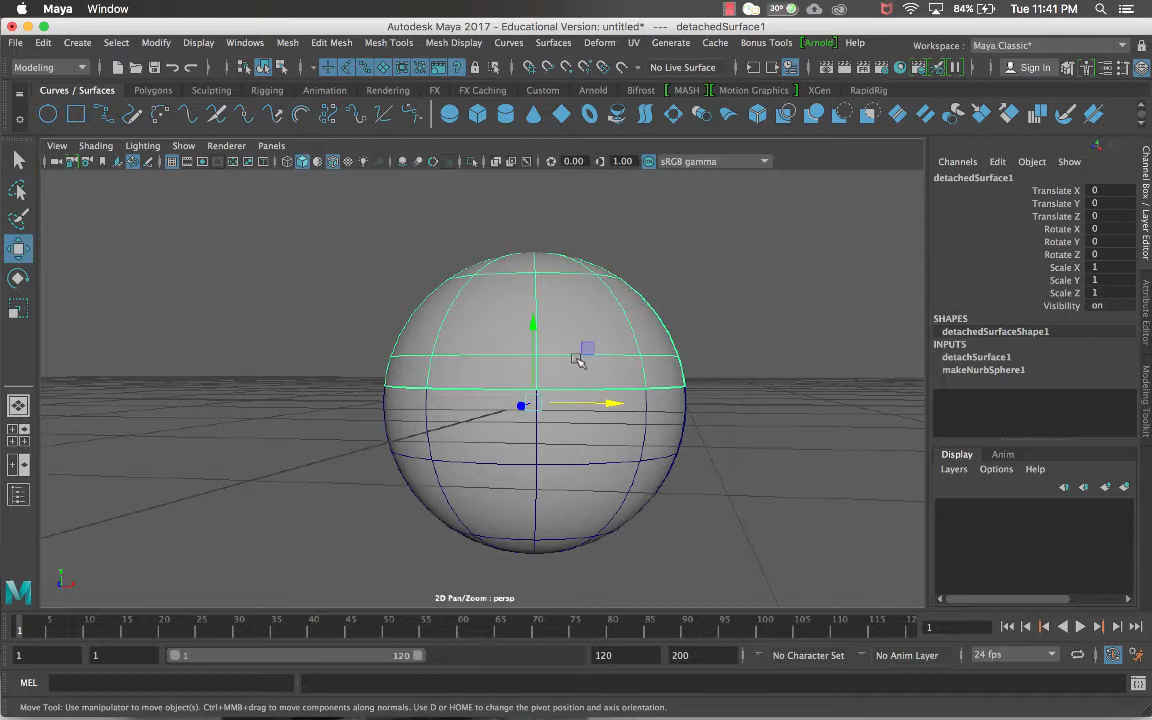 Maya Window 30° 84% Tue 11:41 PM
Autodesk Maya 2017 - Educational Version: untitled* --- detachedSurface1
File Edit Create Select Modify Display Windows Mesh Edit Mesh Mesh Tools Mesh Display Curves Surfaces Deform UV Generate Cache Bonus Tools Arnold Help Workspace : Maya Classic*
Modeling No Live Surface Sign In
Curves / Surfaces Polygons Sculpting Rigging Animation Rendering FX FX Caching Custom Arnold Bifrost MASH Motion Graphics XGen RapidRig
View Shading Lighting Show Renderer Panels
0.00 1.00 ON sRGB gamma
Channels Edit Object Show
detachedSurface1
Translate X 0
Translate Y 0
Translate Z 0
Rotate X 0
Rotate Y 0
Rotate Z 0
Scale X 1
Scale Y 1
Scale Z 1
Visibility on
SHAPES
detachedSurfaceShape1
INPUTS
detachSurface1
makeNurbSphere1
Display Anim
Layers Options Help
Channel Box / Layer Editor
Attribute Editor
Modeling Toolkit
y
x
2D Pan/Zoom : persp
1 5 10 15 20 25 30 35 40 45 50 55 60 65 70 75 80 85 90 95 100 105 110 115 12
1
1 1 1 120 120 200 No Character Set No Anim Layer 24 fps
MEL
Move Tool: Use manipulator to move object(s). Ctrl+MMB+drag to move components along normals. Use D or HOME to change the pivot position and axis orientation.